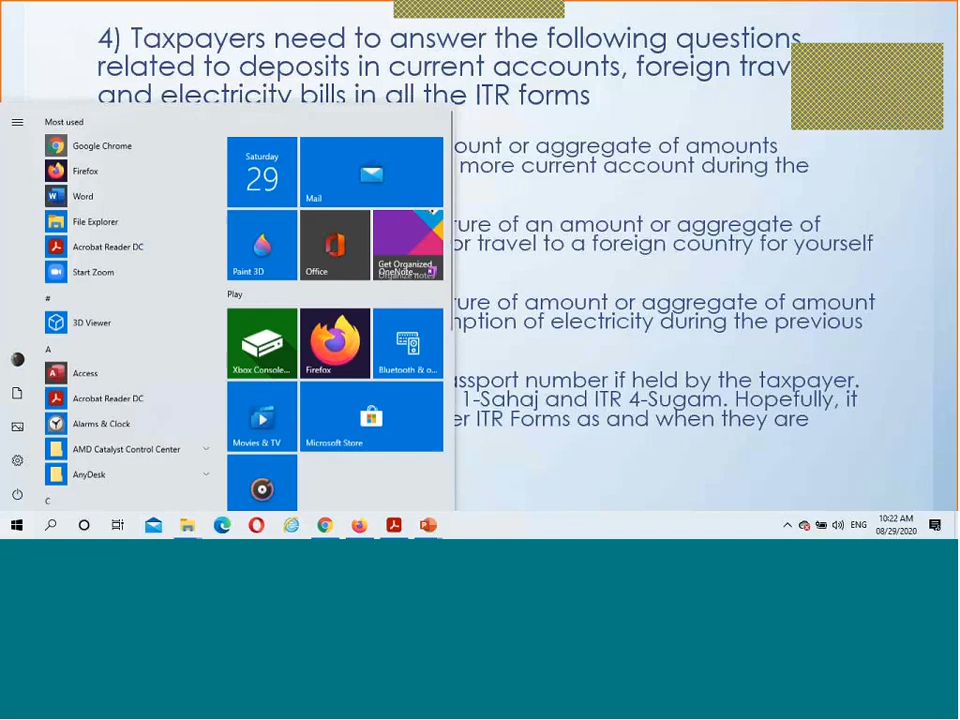 4) Taxpayers need to answer the following questions
related to deposits in current accounts, foreign trav
and electricity bills in all the ITR forms
ount or aggregate of amounts
more current account during the
ture of an amount or aggregate of
or travel to a foreign country for yourself
ture of amount or aggregate of amount
mption of electricity during the previous
assport number if held by the taxpayer.
1-Sahaj and ITR 4-Sugam. Hopefully, it
er ITR Forms as and when they are
Most used
Google Chrome
Firefox
Word
File Explorer
Acrobat Reader DC
Start Zoom
#
3D Viewer
A
Access
Acrobat Reader DC
Alarms & Clock
AMD Catalyst Control Center
AnyDesk
C
Saturday
29
Mail
Paint 3D
Office
Get Organized
OneNote
Play
Xbox Console...
Firefox
Bluetooth & o...
Movies & TV
Microsoft Store
ENG
10:22 AM
08/29/2020